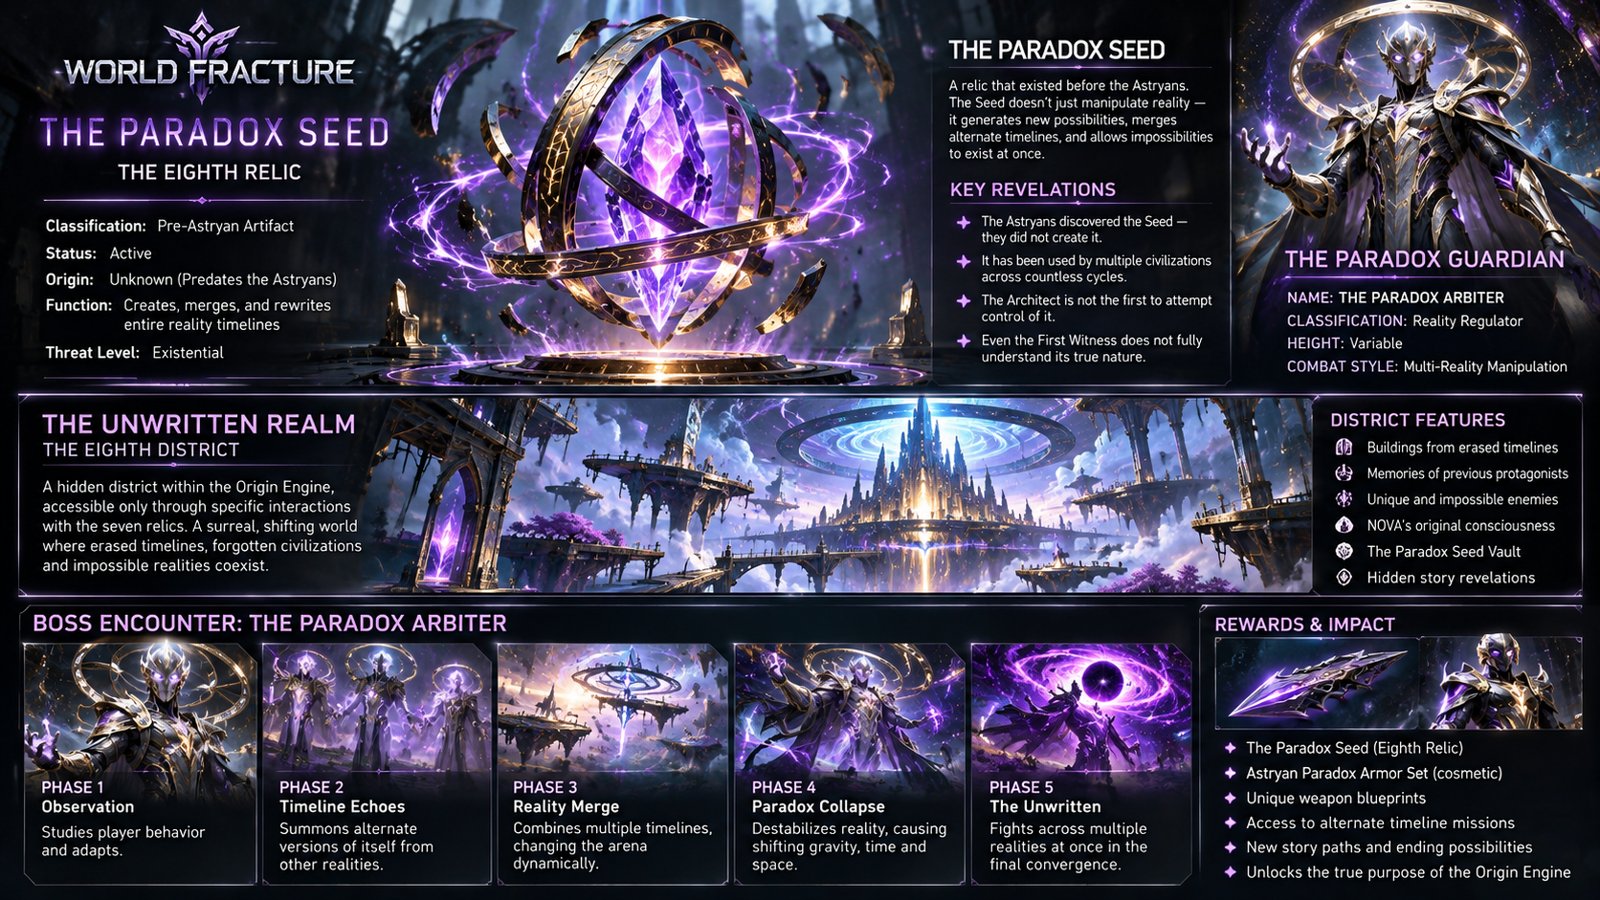 WORLD FRACTURE
THE PARADOX SEED
THE EIGHTH RELIC
Classification: Pre-Astryan Artifact
Status: Active
Origin: Unknown (Predates the Astryans)
Function: Creates, merges, and rewrites
entire reality timelines
Threat Level: Existential
THE PARADOX SEED
A relic that existed before the Astryans.
The Seed doesn't just manipulate reality —
it generates new possibilities, merges
alternate timelines, and allows impossibilities
to exist at once.
KEY REVELATIONS
The Astryans discovered the Seed —
they did not create it.
It has been used by multiple civilizations
across countless cycles.
The Architect is not the first to attempt
control of it.
Even the First Witness does not fully
understand its true nature.
THE PARADOX GUARDIAN
NAME: THE PARADOX ARBITER
CLASSIFICATION: Reality Regulator
HEIGHT: Variable
COMBAT STYLE: Multi-Reality Manipulation
THE UNWRITTEN REALM
THE EIGHTH DISTRICT
A hidden district within the Origin Engine,
accessible only through specific interactions
with the seven relics. A surreal, shifting world
where erased timelines, forgotten civilizations
and impossible realities coexist.
DISTRICT FEATURES
Buildings from erased timelines
Memories of previous protagonists
Unique and impossible enemies
NOVA's original consciousness
The Paradox Seed Vault
Hidden story revelations
BOSS ENCOUNTER: THE PARADOX ARBITER
PHASE 1
Observation
Studies player behavior
and adapts.
PHASE 2
Timeline Echoes
Summons alternate
versions of itself from
other realities.
PHASE 3
Reality Merge
Combines multiple timelines,
changing the arena
dynamically.
PHASE 4
Paradox Collapse
Destabilizes reality, causing
shifting gravity, time and
space.
PHASE 5
The Unwritten
Fights across multiple
realities at once in the
final convergence.
REWARDS & IMPACT
The Paradox Seed (Eighth Relic)
Astryan Paradox Armor Set (cosmetic)
Unique weapon blueprints
Access to alternate timeline missions
New story paths and ending possibilities
Unlocks the true purpose of the Origin Engine